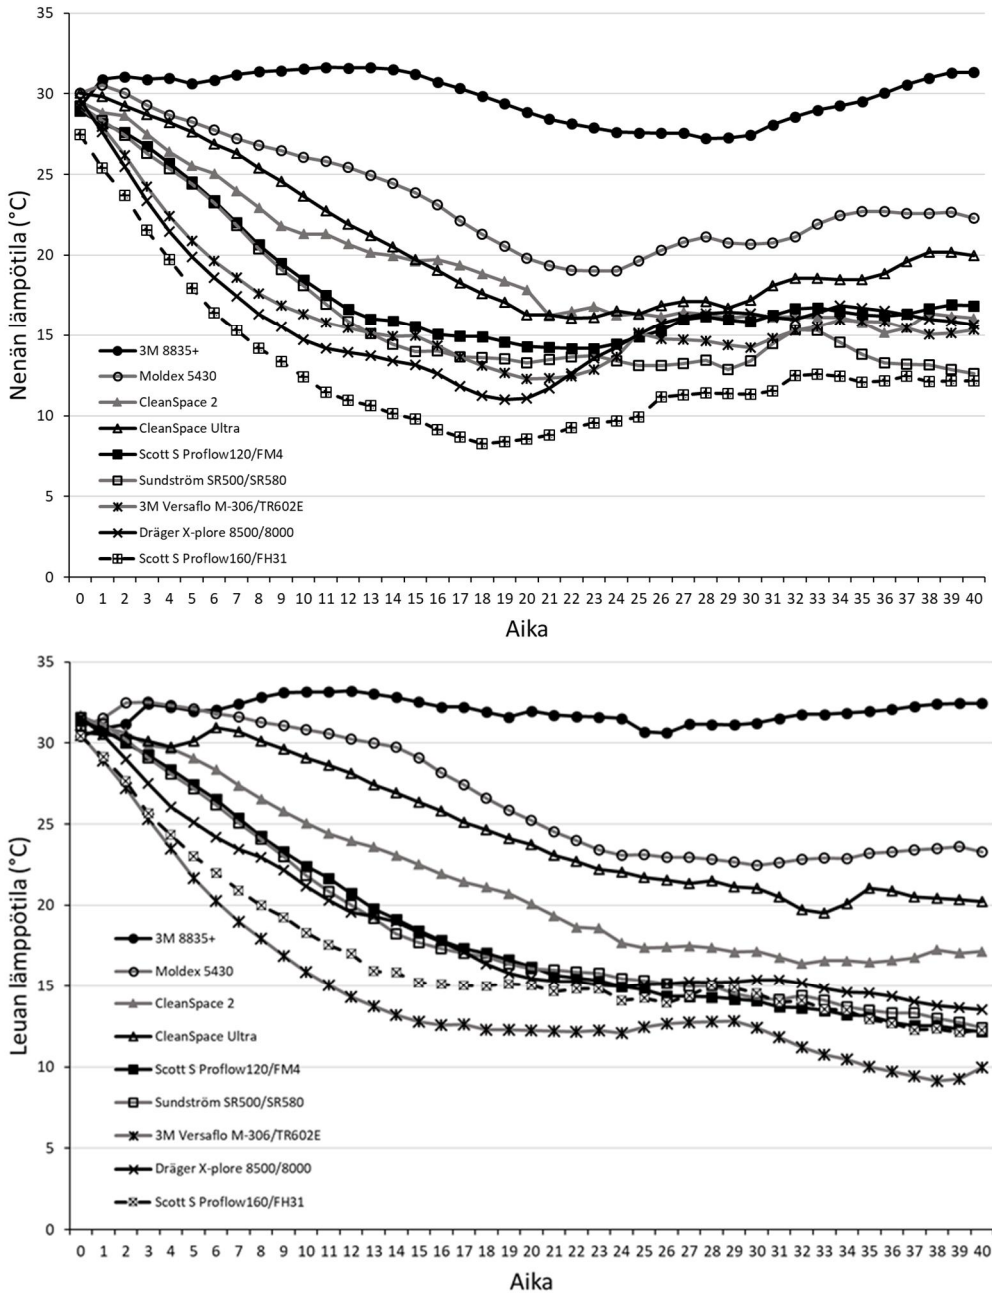 35
30
25
20
15
10
5
0
Nenän lämpötila (°C)
3M 8835+
Moldex 5430
CleanSpace 2
CleanSpace Ultra
Scott S Proflow120/FM4
Sundström SR500/SR580
3M Versaflo M-306/TR602E
Dräger X-plore 8500/8000
Scott S Proflow160/FH31
0 1 2 3 4 5 6 7 8 9 10 11 12 13 14 15 16 17 18 19 20 21 22 23 24 25 26 27 28 29 30 31 32 33 34 35 36 37 38 39 40
Aika
35
30
25
20
15
10
5
0
Leuan lämppötila (°C)
3M 8835+
Moldex 5430
CleanSpace 2
CleanSpace Ultra
Scott S Proflow120/FM4
Sundström SR500/SR580
3M Versaflo M-306/TR602E
Dräger X-plore 8500/8000
Scott S Proflow160/FH31
0 1 2 3 4 5 6 7 8 9 10 11 12 13 14 15 16 17 18 19 20 21 22 23 24 25 26 27 28 29 30 31 32 33 34 35 36 37 38 39 40
Aika